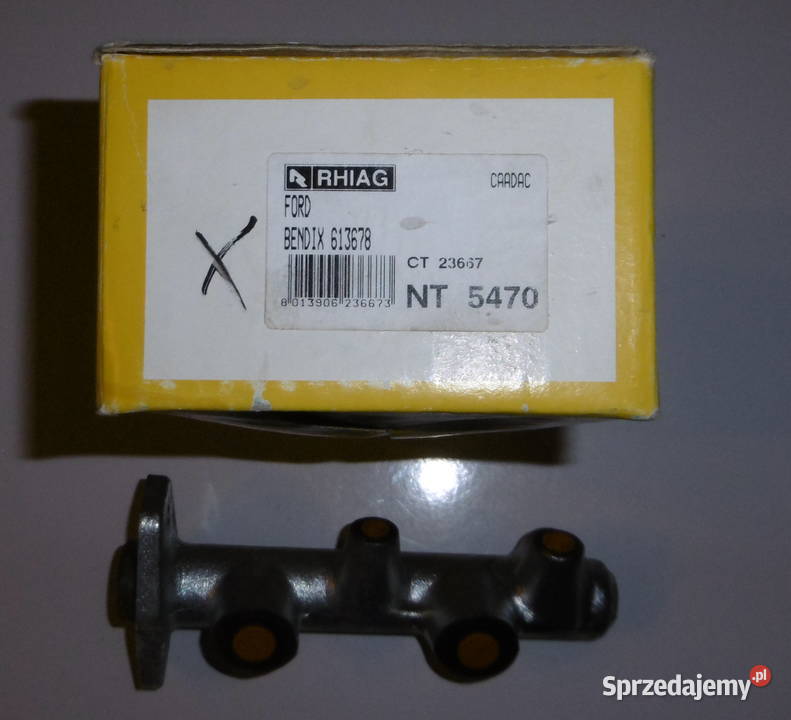 RHIAG
CAADAC
FORD
BENDIX 613678
CT 23667
8 013906 236673
NT 5470
X
Sprzedajemy.pl